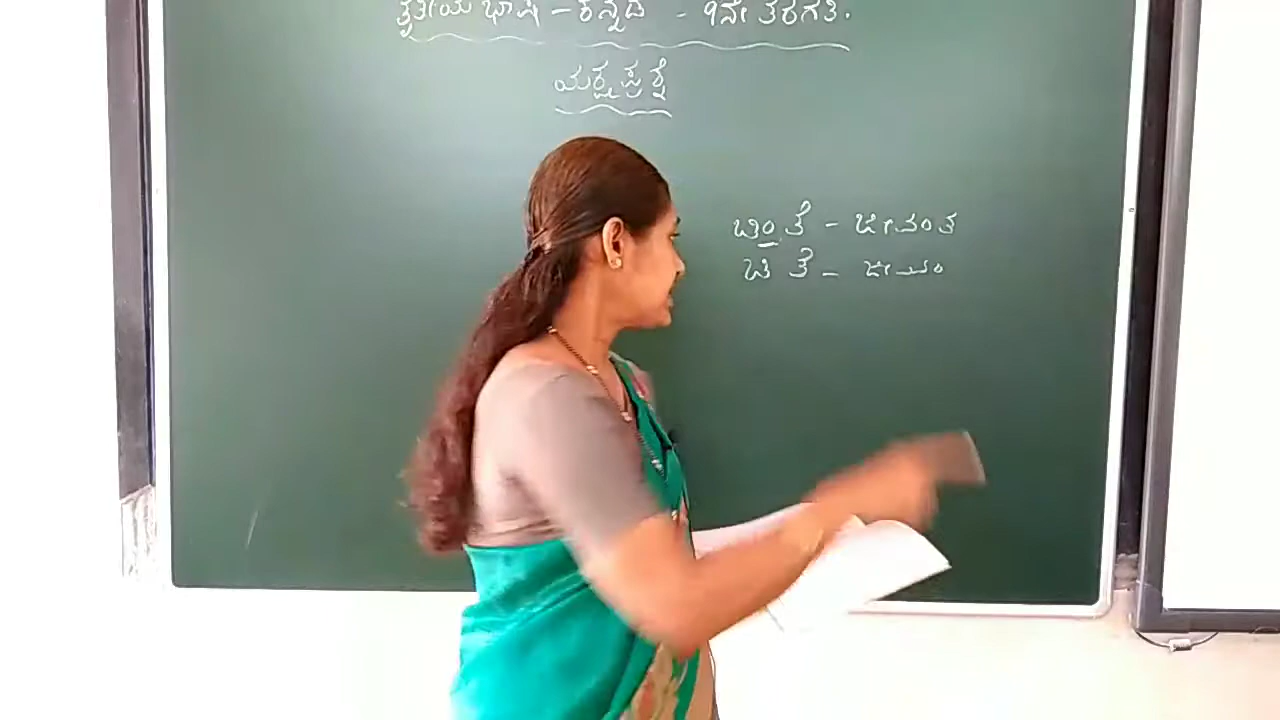 ತೃತೀಯ ಭಾಷೆ - ಕನ್ನಡ - 9ನೇ ತರಗತಿ.
ಯಕ್ಷಪ್ರಶ್ನೆ
ಚಿಂತೆ - ಜೀವಂತ
ಚಿತೆ -